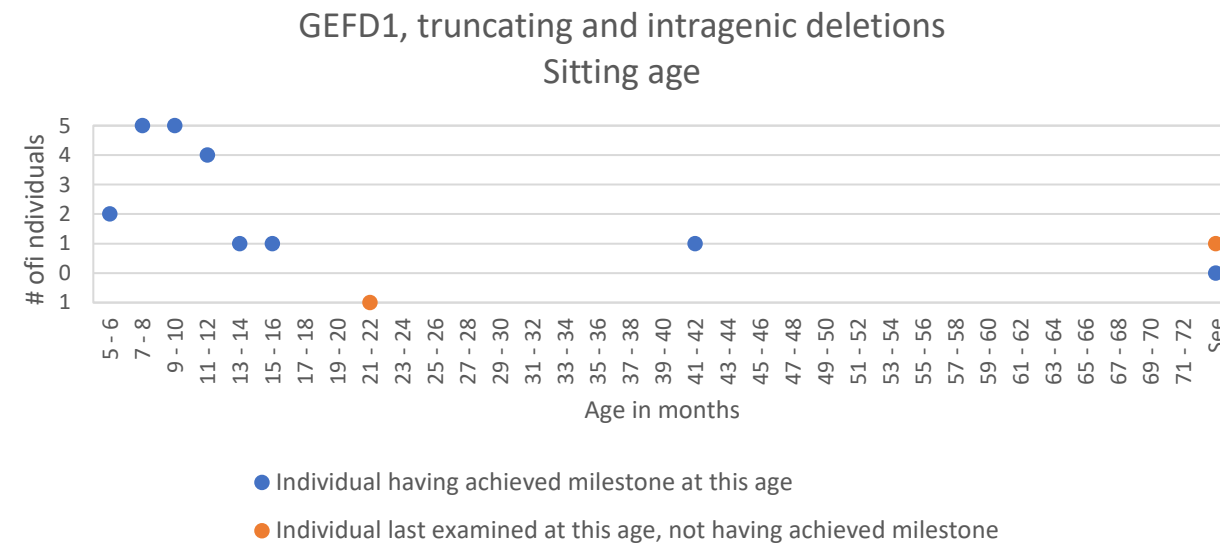 GEFD1, truncating and intragenic deletions
Sitting age
# ofi ndividuals
5
4
3
2
1
0
1
5 - 6
7 - 8
9 - 10
11 - 12
13 - 14
15 - 16
17 - 18
19 - 20
21 - 22
23 - 24
25 - 26
27 - 28
29 - 30
31 - 32
33 - 34
35 - 36
37 - 38
39 - 40
41 - 42
43 - 44
45 - 46
47 - 48
49 - 50
51 - 52
53 - 54
55 - 56
57 - 58
59 - 60
61 - 62
63 - 64
65 - 66
67 - 68
69 - 70
71 - 72
See
Age in months
Individual having achieved milestone at this age
Individual last examined at this age, not having achieved milestone